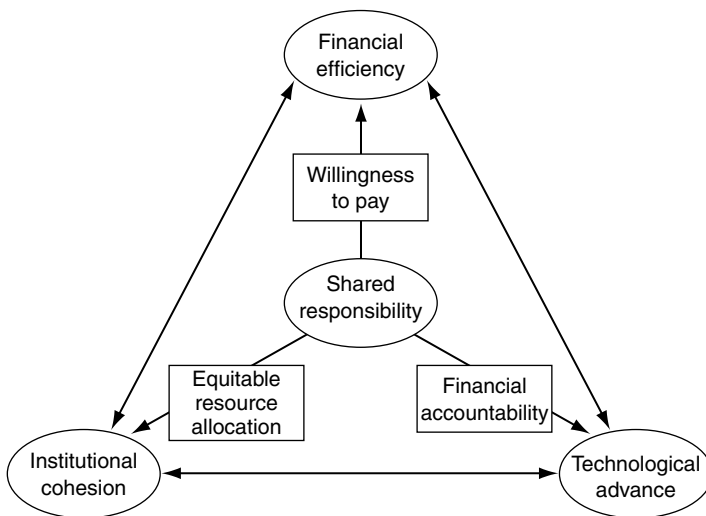 Financial
efficiency
Willingness
to pay
Shared
responsibility
Equitable
resource
allocation
Financial
accountability
Institutional
cohesion
Technological
advance